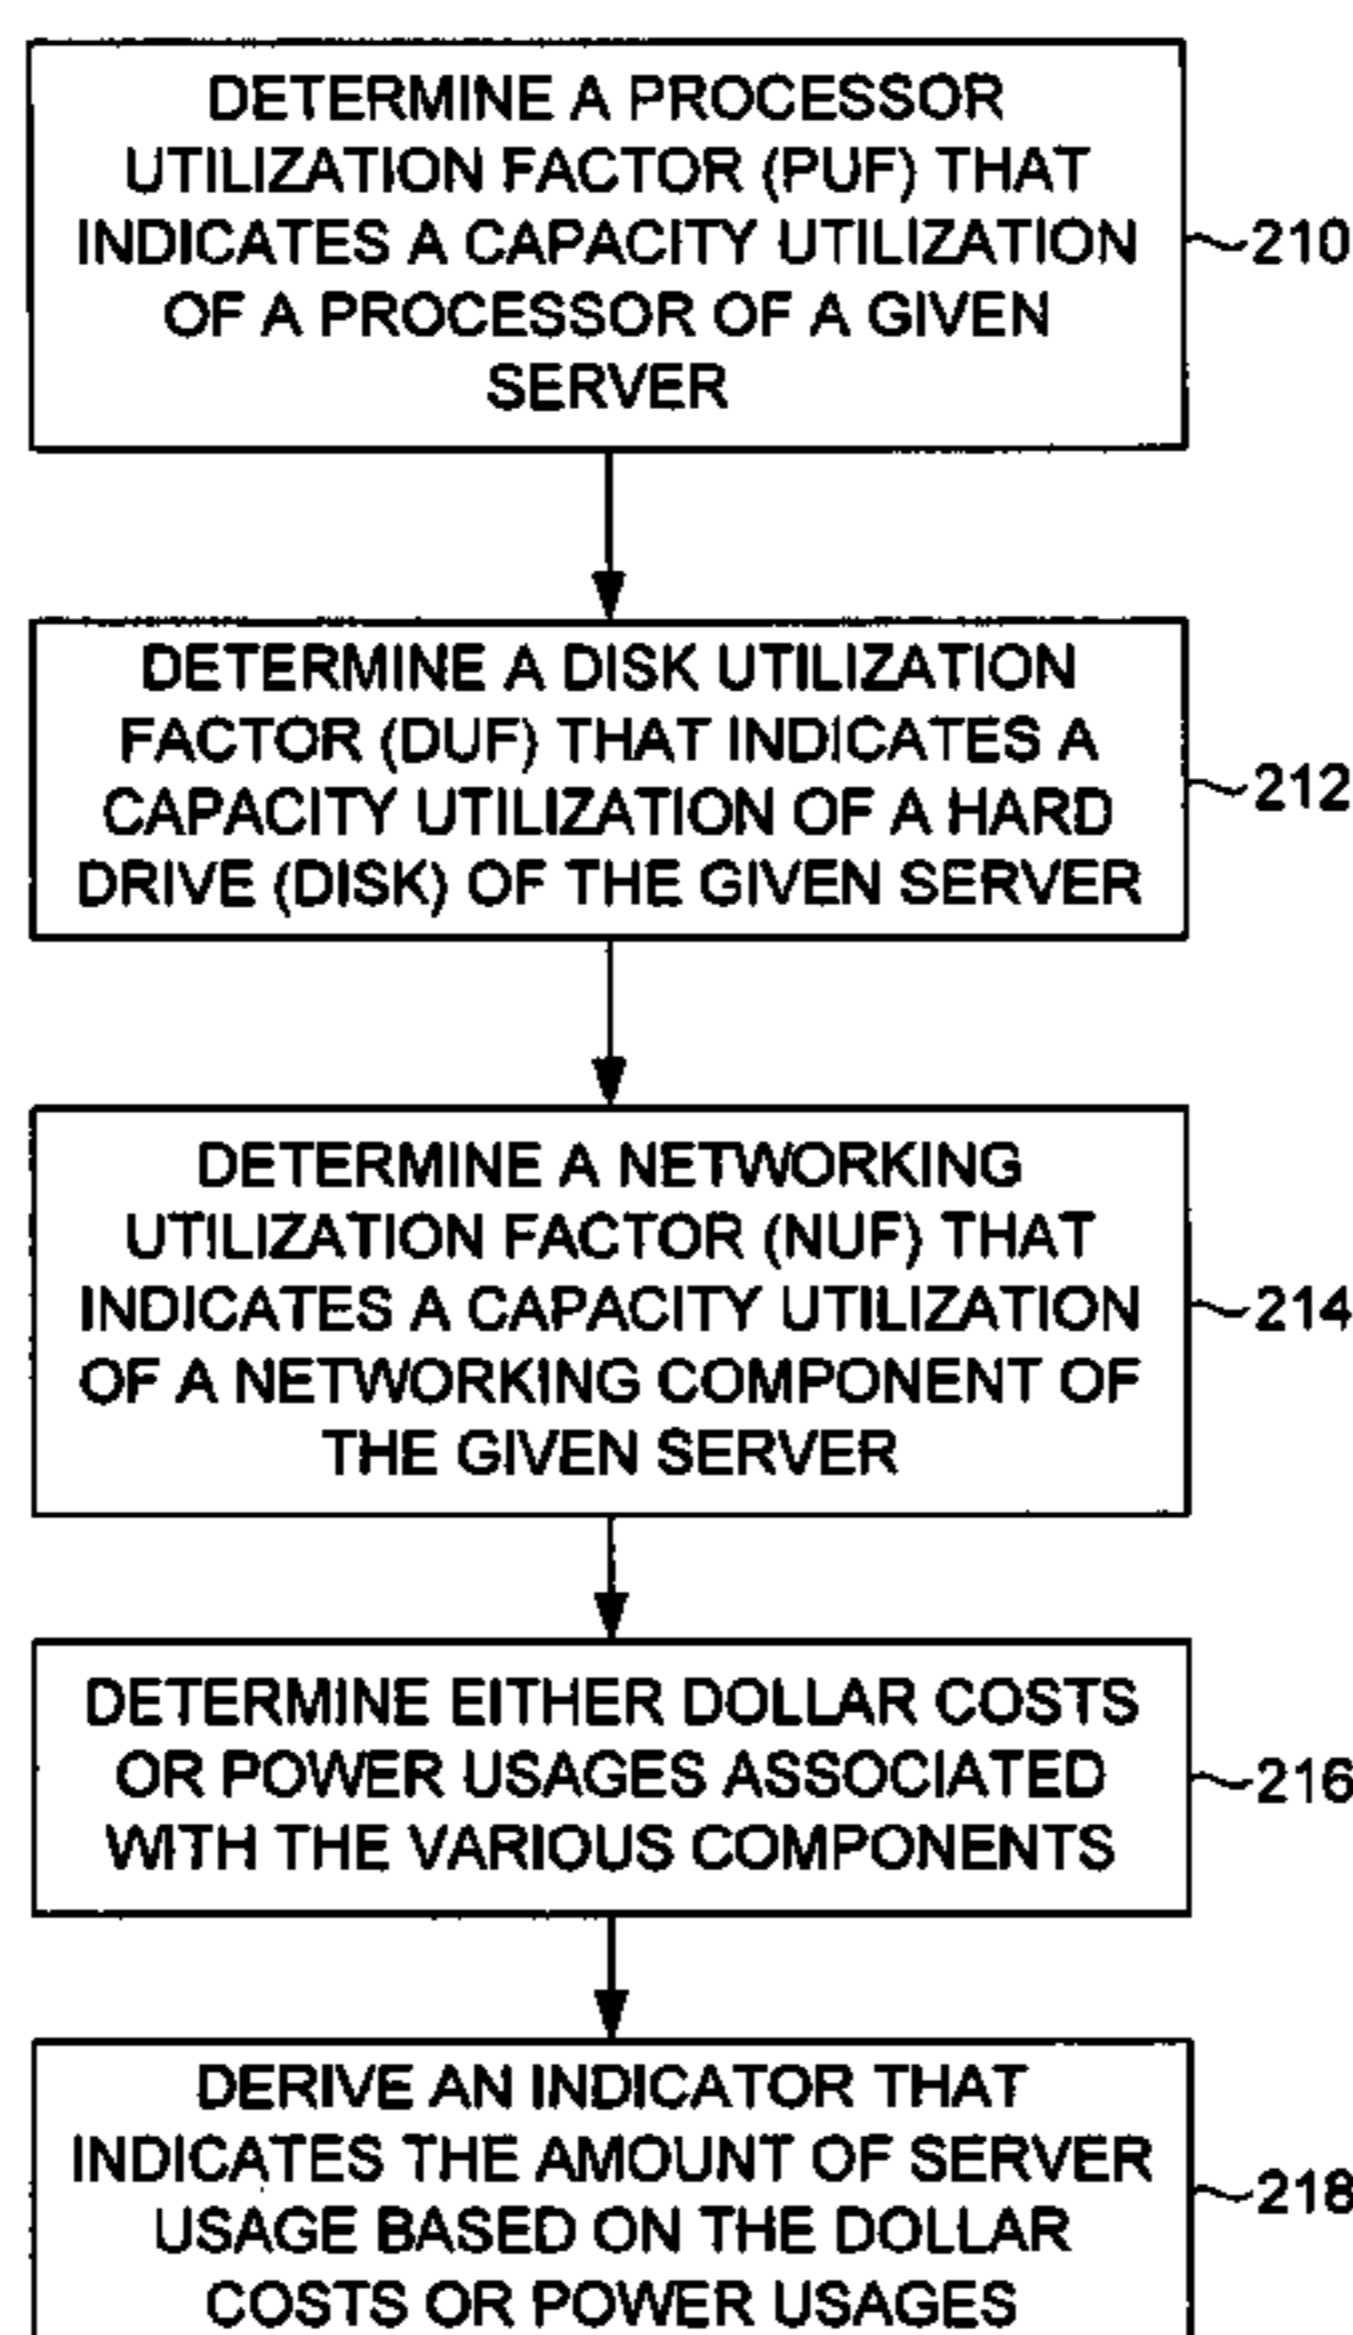 DETERMINE A PROCESSOR
UTILIZATION FACTOR (PUF) THAT
INDICATES A CAPACITY UTILIZATION
OF A PROCESSOR OF A GIVEN
SERVER
210
DETERMINE A DISK UTILIZATION
FACTOR (DUF) THAT INDICATES A
CAPACITY UTILIZATION OF A HARD
DRIVE (DISK) OF THE GIVEN SERVER
212
DETERMINE A NETWORKING
UTILIZATION FACTOR (NUF) THAT
INDICATES A CAPACITY UTILIZATION
OF A NETWORKING COMPONENT OF
THE GIVEN SERVER
214
DETERMINE EITHER DOLLAR COSTS
OR POWER USAGES ASSOCIATED
WITH THE VARIOUS COMPONENTS
216
DERIVE AN INDICATOR THAT
INDICATES THE AMOUNT OF SERVER
USAGE BASED ON THE DOLLAR
COSTS OR POWER USAGES
218